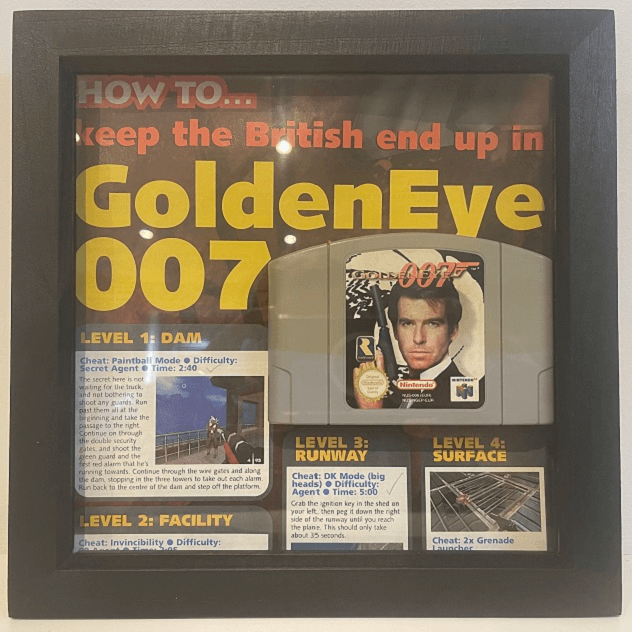 HOW TO...
keep the British end up in
GoldenEye
007
GOLDENEYE 007
Nintendo
NINTENDO 64
LEVEL 1: DAM
Cheat: Paintball Mode ● Difficulty:
Secret Agent ● Time: 2:40
The secret here is not
waiting for the truck,
and not bothering to
shoot any guards. Run
past them all at the
beginning and take the
passage to the right.
Continue on through
the double security
gates, and shoot the
green guard and the
first red alarm that he's
running towards. Continue through the wire gates and along
the dam, stopping in the three towers to take out each alarm.
Run back to the centre of the dam and step off the platform.
LEVEL 2: FACILITY
Cheat: Invincibility ● Difficulty:
00 Agent ● Time: 2:05
LEVEL 3:
RUNWAY
Cheat: DK Mode (big
heads) ● Difficulty:
Agent ● Time: 5:00
Grab the ignition key in the shed on
your left, then peg it down the right
side of the runway until you reach
the plane. This should only take
about 35 seconds.
LEVEL 4:
SURFACE
Cheat: 2x Grenade
Launcher